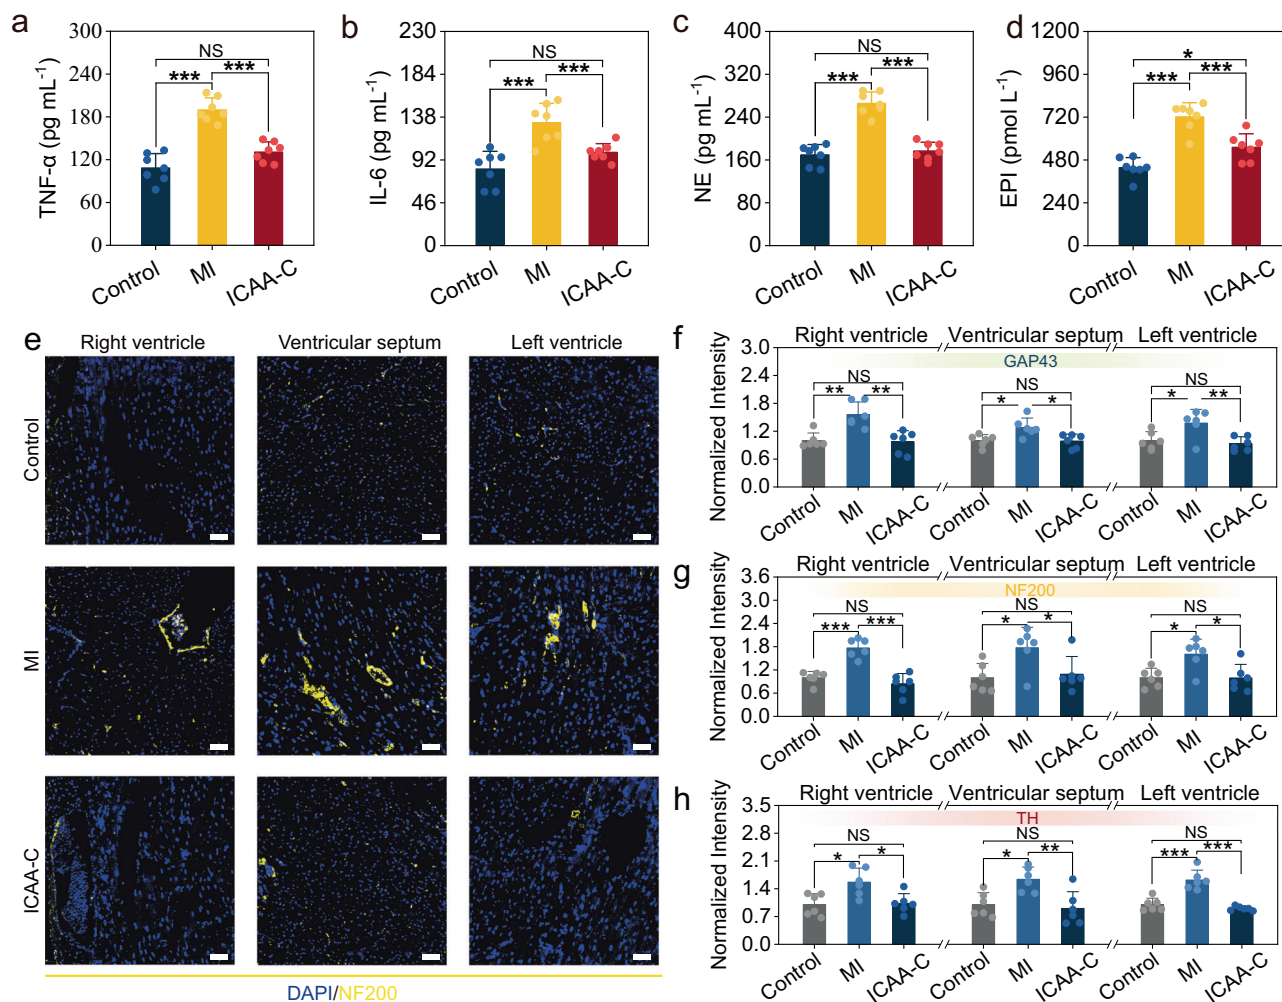 a
TNF-α (pg mL⁻¹)
300
240
180
120
60
0
NS
*** ***
Control MI ICAA-C
b
IL-6 (pg mL⁻¹)
230
184
138
92
46
0
NS
*** ***
Control MI ICAA-C
c
NE (pg mL⁻¹)
400
320
240
160
80
0
NS
*** ***
Control MI ICAA-C
d
EPI (pmol L⁻¹)
1200
960
720
480
240
0
*
*** ***
Control MI ICAA-C
e
Right ventricle Ventricular septum Left ventricle
Control
MI
ICAA-C
DAPI/NF200
f
Right ventricle Ventricular septum Left ventricle
GAP43
Normalized Intensity
3.0
2.4
1.8
1.2
0.6
0.0
NS NS NS
** ** * * * **
Control MI ICAA-C Control MI ICAA-C Control MI ICAA-C
g
Right ventricle Ventricular septum Left ventricle
NF200
Normalized Intensity
3.6
3.0
2.4
1.8
1.2
0.6
0.0
NS NS NS
*** *** * * * *
Control MI ICAA-C Control MI ICAA-C Control MI ICAA-C
h
Right ventricle Ventricular septum Left ventricle
TH
Normalized Intensity
3.5
2.8
2.1
1.4
0.7
0.0
NS NS NS
* * * ** *** ***
Control MI ICAA-C Control MI ICAA-C Control MI ICAA-C